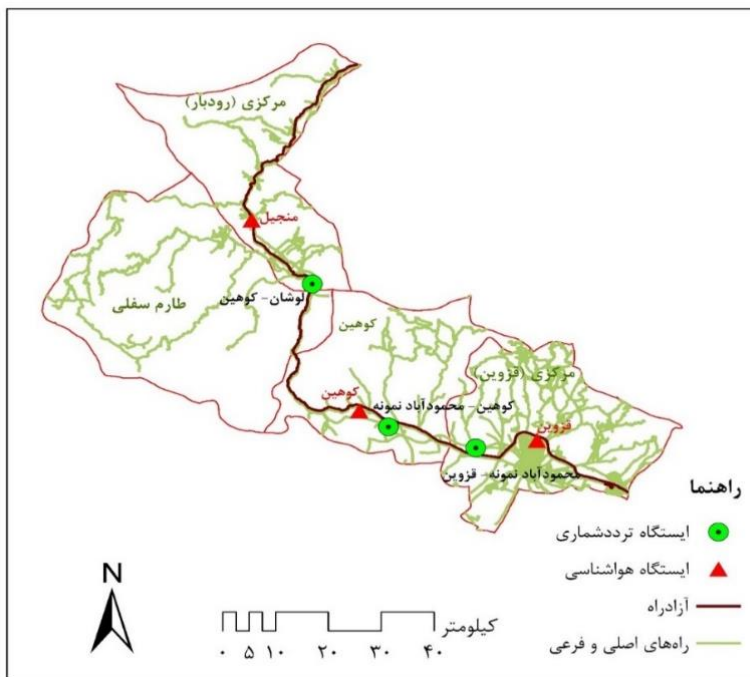 مرکزی (رودبار)
منجیل
لوشان- کوهین
طارم سفلی
کوهین
مرکزی (قزوین)
کوهین
کوهین- محمودآباد نمونه
قزوین
محمودآباد نمونه- قزوین
راهنما
ایستگاه ترددشماری
ایستگاه هواشناسی
آزادراه
راه‌های اصلی و فرعی
N
کیلومتر
۰ ۵ ۱۰ ۲۰ ۳۰ ۴۰